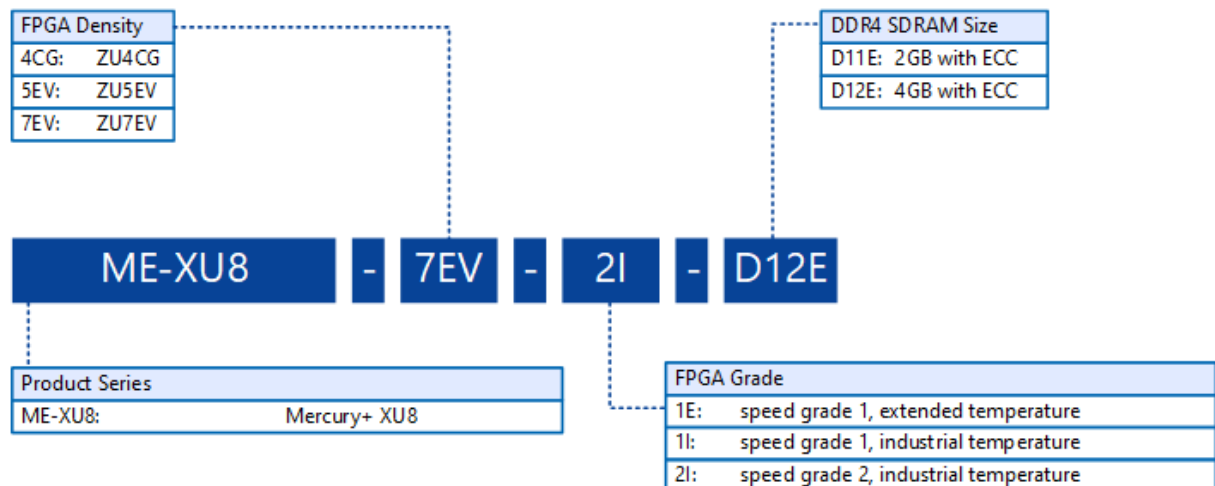 FPGA Density
4CG: ZU4CG
5EV: ZU5EV
7EV: ZU7EV
DDR4 SDRAM Size
D11E: 2GB with ECC
D12E: 4GB with ECC
ME-XU8 - 7EV - 2I - D12E
Product Series
ME-XU8: Mercury+ XU8
FPGA Grade
1E: speed grade 1, extended temperature
1I: speed grade 1, industrial temperature
2I: speed grade 2, industrial temperature